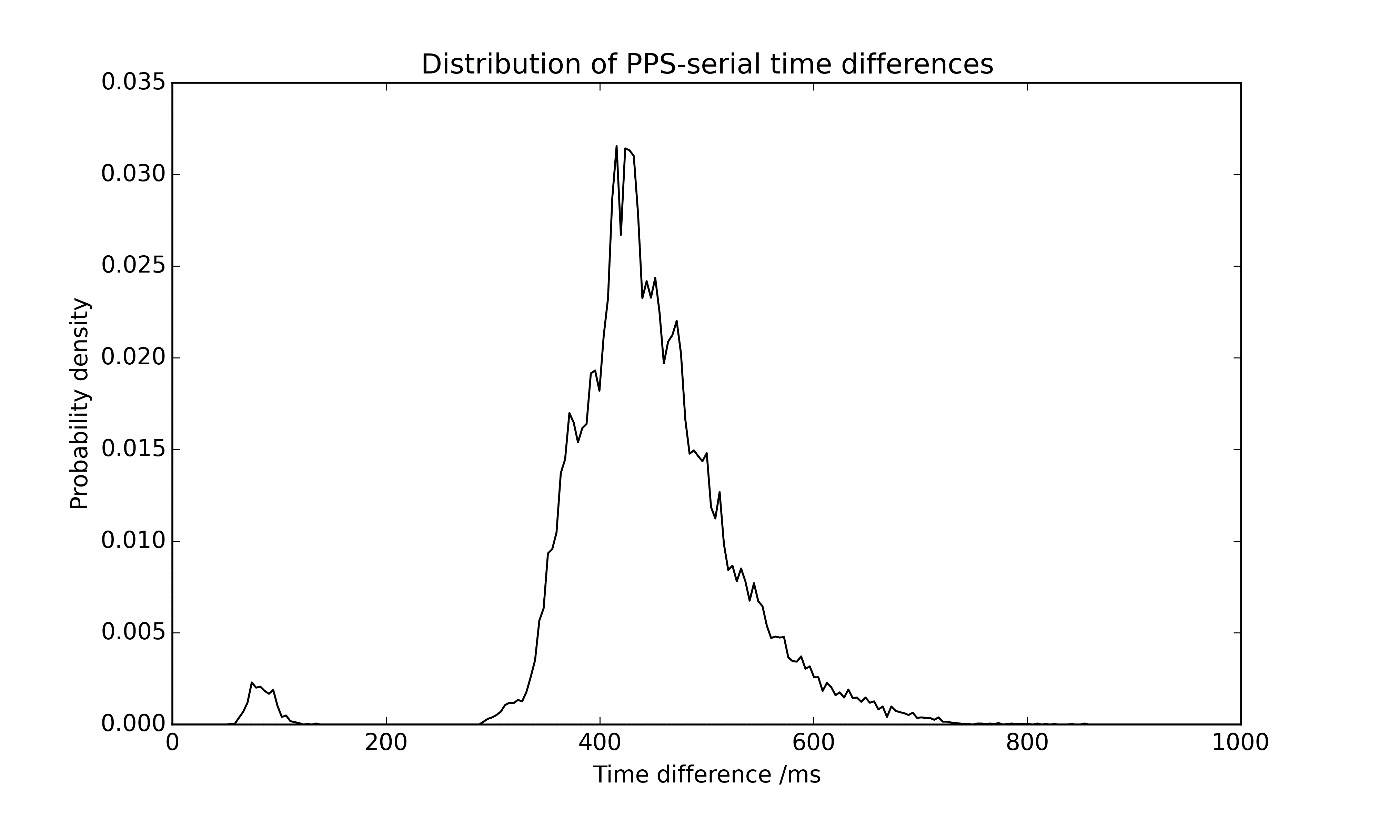 Distribution of PPS-serial time differences
0.035
0.030
0.025
0.020
0.015
0.010
0.005
0.000
Probability density
0 200 400 600 800 1000
Time difference /ms